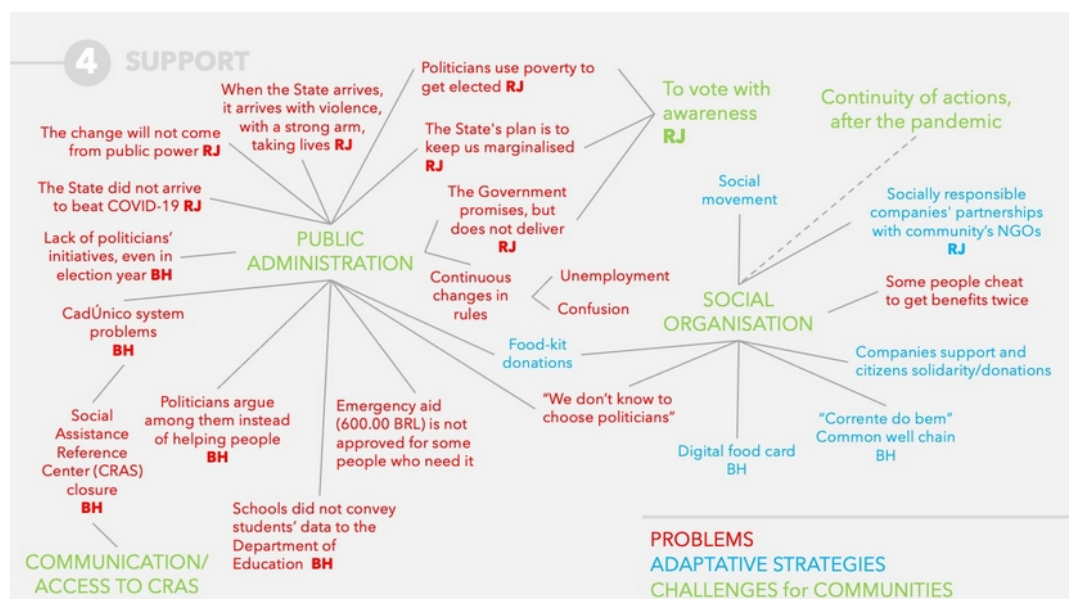 4 SUPPORT
When the State arrives,
it arrives with violence,
with a strong arm,
taking lives RJ
Politicians use poverty to
get elected RJ
To vote with
awareness
RJ
Continuity of actions,
after the pandemic
The change will not come
from public power RJ
The State's plan is to
keep us marginalised
RJ
The State did not arrive
to beat COVID-19 RJ
The Government
promises, but
does not deliver
RJ
Social
movement
Socially responsible
companies' partnerships
with community's NGOs
RJ
Lack of politicians'
initiatives, even in
election year BH
PUBLIC
ADMINISTRATION
Continuous
changes in
rules
Unemployment
Confusion
SOCIAL
ORGANISATION
Some people cheat
to get benefits twice
CadÚnico system
problems
BH
Food-kit
donations
Companies support and
citizens solidarity/donations
Social
Assistance
Reference
Center (CRAS)
closure
BH
Politicians argue
among them instead
of helping people
BH
Emergency aid
(600.00 BRL) is not
approved for some
people who need it
"We don't know to
choose politicians"
Digital food card
BH
"Corrente do bem"
Common well chain
BH
Schools did not convey
students' data to the
Department of
Education BH
COMMUNICATION/
ACCESS TO CRAS
PROBLEMS
ADAPTATIVE STRATEGIES
CHALLENGES for COMMUNITIES